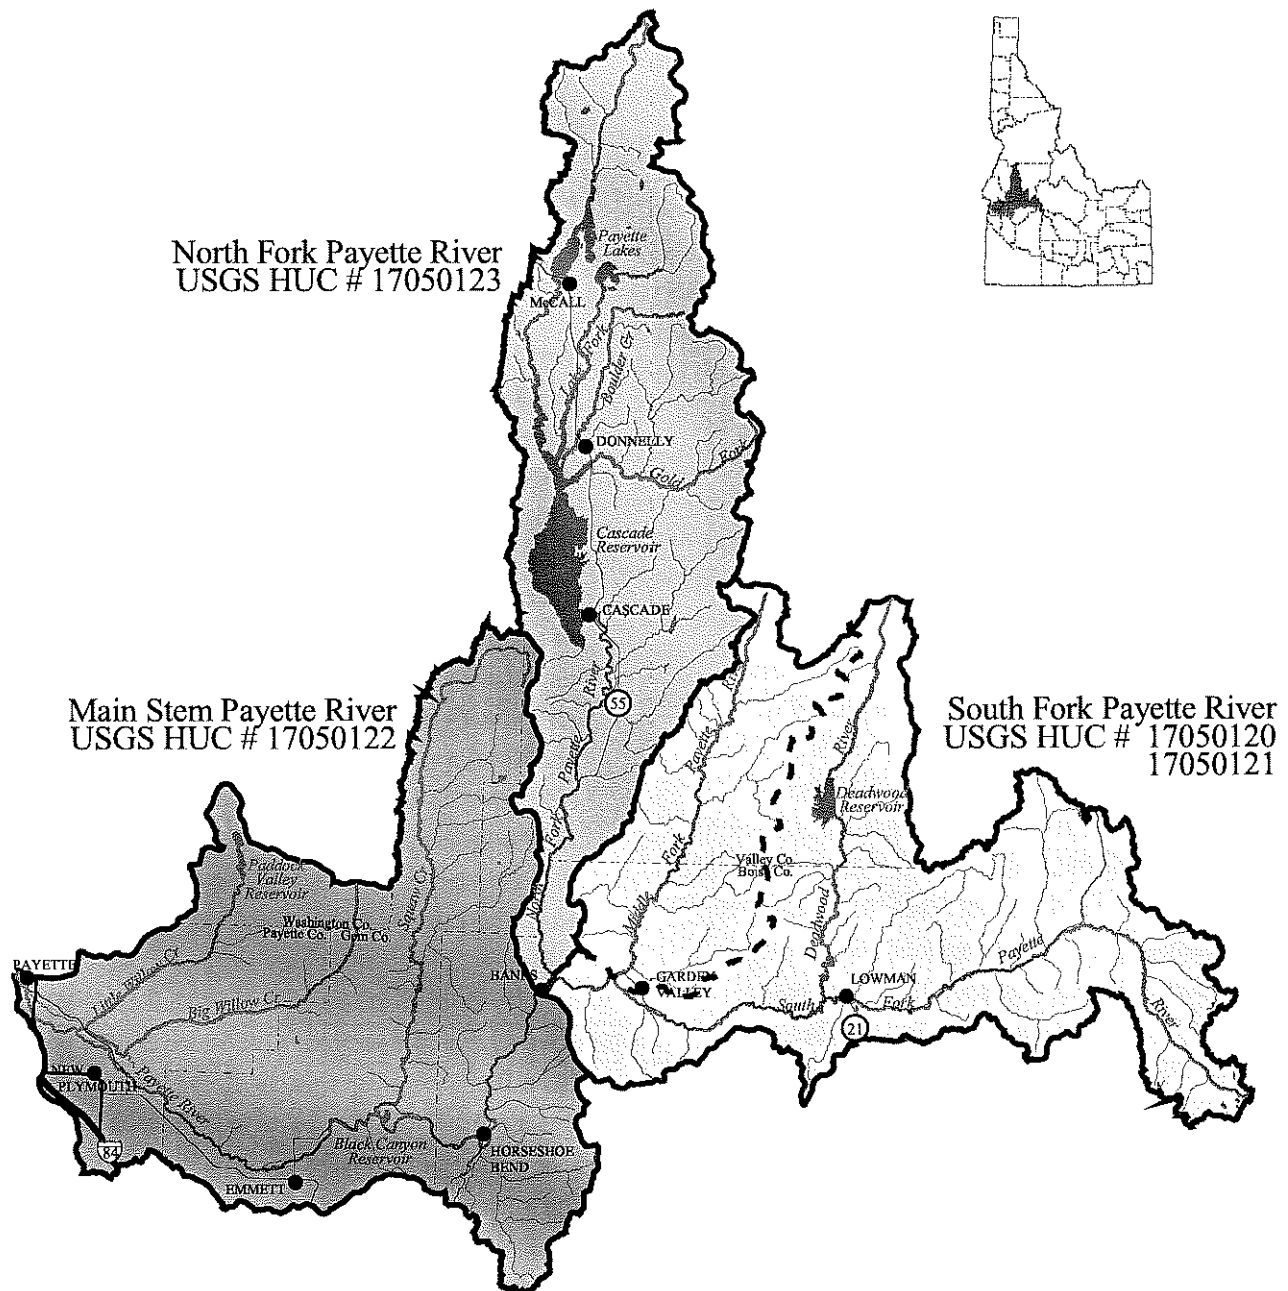 North Fork Payette River
USGS HUC # 17050123
Payette
Lakes
McCALL
Lake Fork
Boulder Cr
DONNELLY
Gold Fork
Cascade
Reservoir
CASCADE
55
North Fork Payette River
Main Stem Payette River
USGS HUC # 17050122
South Fork Payette River
USGS HUC # 17050120
17050121
Middle Fork Payette
Deadwood River
Deadwood
Reservoir
Valley Co.
Boise Co.
Paddock
Valley
Reservoir
Washington Co.
Payette Co.
Gem Co.
Squaw Cr
PAYETTE
Little Willow Cr
Big Willow Cr
BANKS
GARDEN
VALLEY
LOWMAN
South Fork Payette River
21
NEW
PLYMOUTH
Payette River
84
Black Canyon
Reservoir
HORSESHOE
BEND
EMMETT